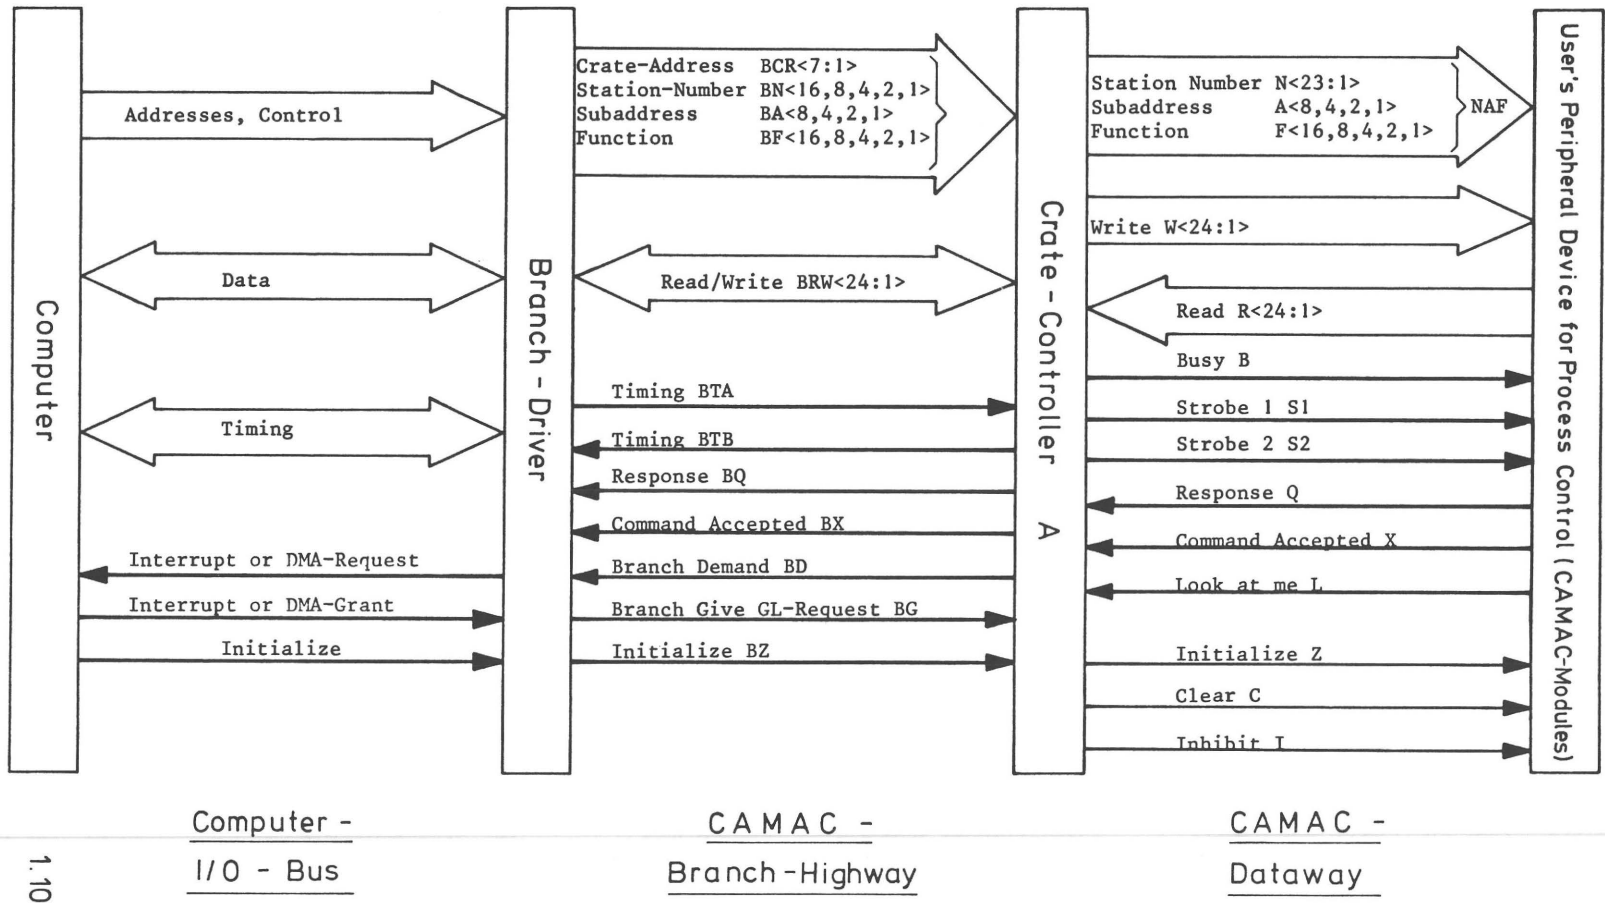 Computer
Addresses, Control
Data
Timing
Interrupt or DMA-Request
Interrupt or DMA-Grant
Initialize
Branch - Driver
Crate-Address BCR<7:1>
Station-Number BN<16,8,4,2,1>
Subaddress BA<8,4,2,1>
Function BF<16,8,4,2,1>
Read/Write BRW<24:1>
Timing BTA
Timing BTB
Response BQ
Command Accepted BX
Branch Demand BD
Branch Give GL-Request BG
Initialize BZ
Crate - Controller A
Station Number N<23:1>
Subaddress A<8,4,2,1>
Function F<16,8,4,2,1>
NAF
Write W<24:1>
Read R<24:1>
Busy B
Strobe 1 S1
Strobe 2 S2
Response Q
Command Accepted X
Look at me L
Initialize Z
Clear C
Inhibit I
User's Peripheral Device for Process Control (CAMAC-Modules)
Computer -
I/O - Bus
CAMAC -
Branch-Highway
CAMAC -
Dataway
1.10